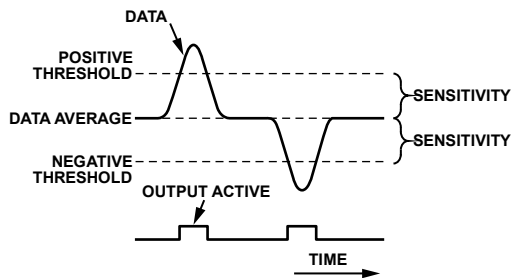 DATA
POSITIVE
THRESHOLD
SENSITIVITY
DATA AVERAGE
SENSITIVITY
NEGATIVE
THRESHOLD
OUTPUT ACTIVE
TIME